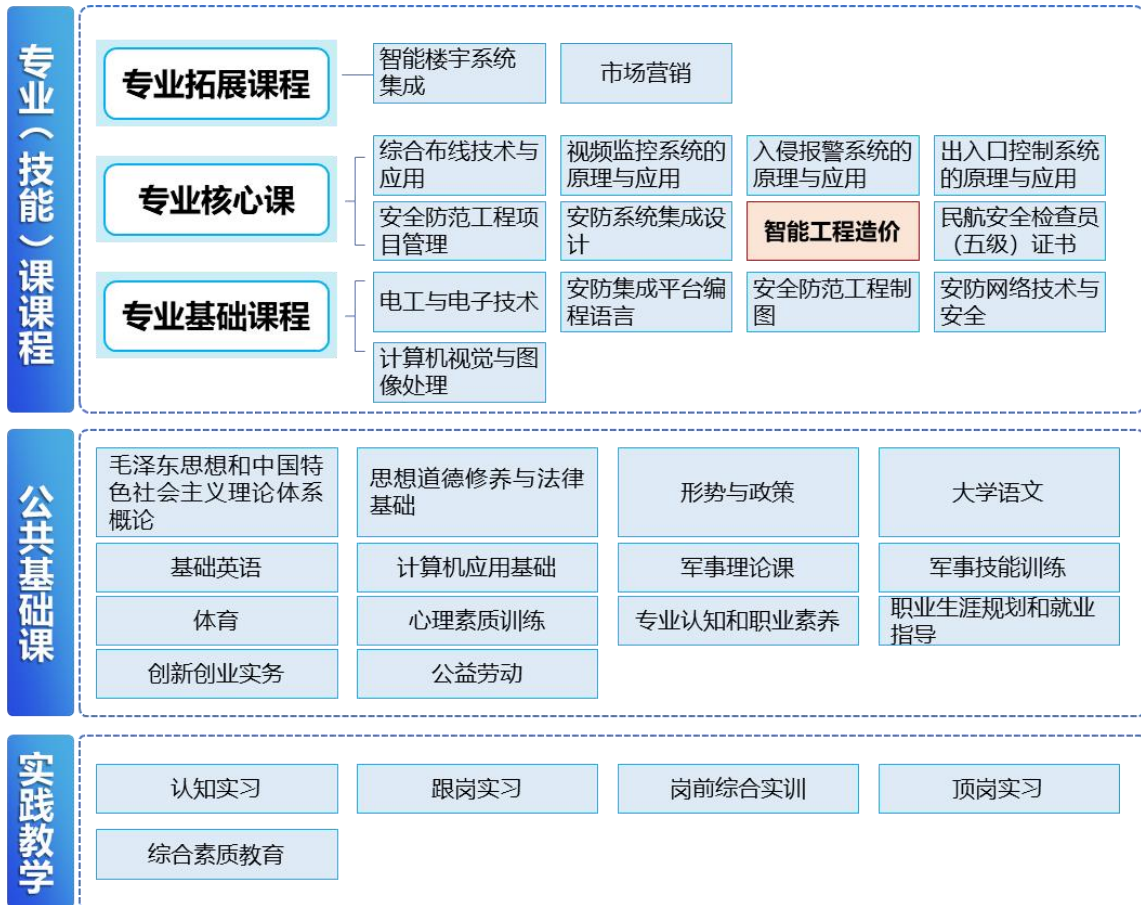 专业（技能）课课程
专业拓展课程
智能楼宇系统
集成
市场营销
专业核心课
综合布线技术与
应用
视频监控系统的
原理与应用
入侵报警系统的
原理与应用
出入口控制系统
的原理与应用
安全防范工程项
目管理
安防系统集成设
计
智能工程造价
民航安全检查员
（五级）证书
专业基础课程
电工与电子技术
安防集成平台编
程语言
安全防范工程制
图
安防网络技术与
安全
计算机视觉与图
像处理
公共基础课
毛泽东思想和中国特
色社会主义理论体系
概论
思想道德修养与法律
基础
形势与政策
大学语文
基础英语
计算机应用基础
军事理论课
军事技能训练
体育
心理素质训练
专业认知和职业素养
职业生涯规划和就业
指导
创新创业实务
公益劳动
实践教学
认知实习
跟岗实习
岗前综合实训
顶岗实习
综合素质教育